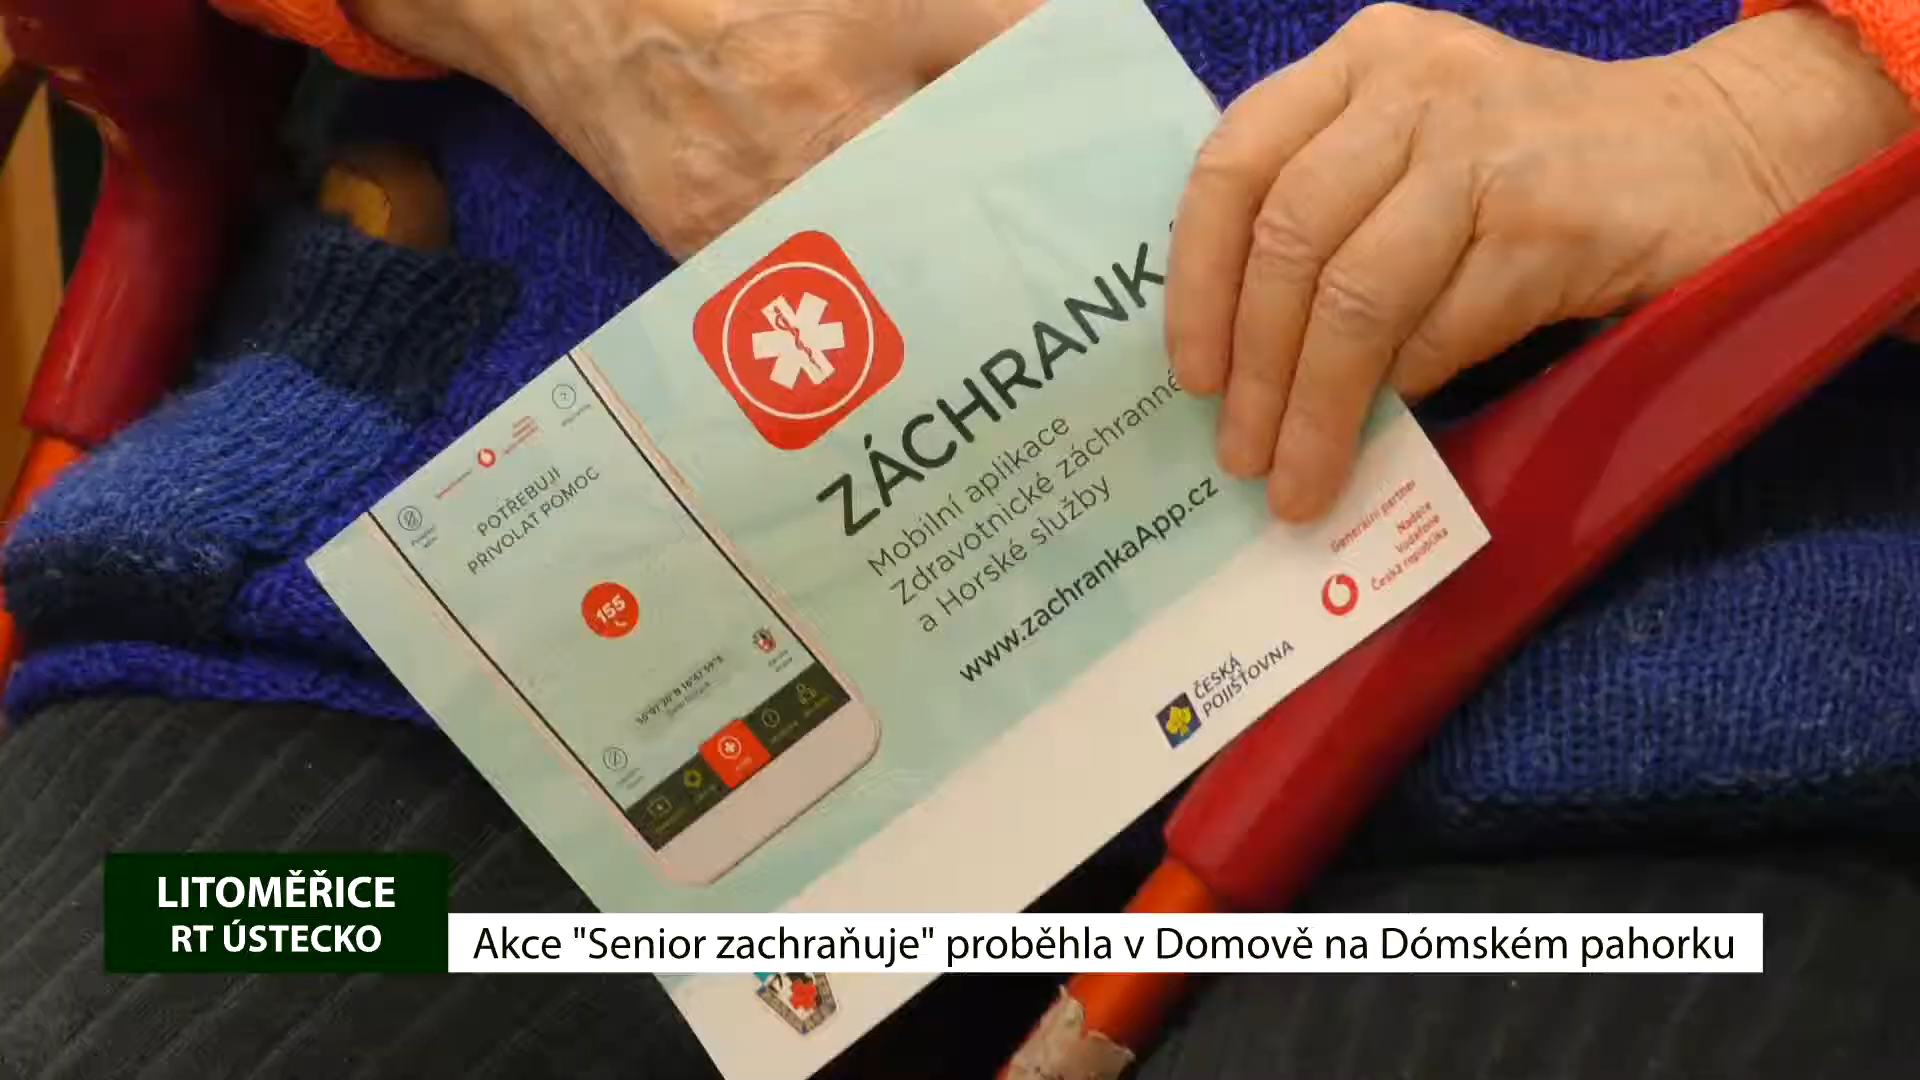 ZÁCHRANK
Mobilní aplikace
Zdravotnické záchranné
a Horské služby
www.zachrankaApp.cz
POTŘEBUJI
PŘIVOLAT POMOC
155
Generální partner
Nadace
Vodafone
Česká republika
ČESKÁ
POJIŠŤOVNA
LITOMĚŘICE
RT ÚSTECKO
Akce "Senior zachraňuje" proběhla v Domově na Dómském pahorku